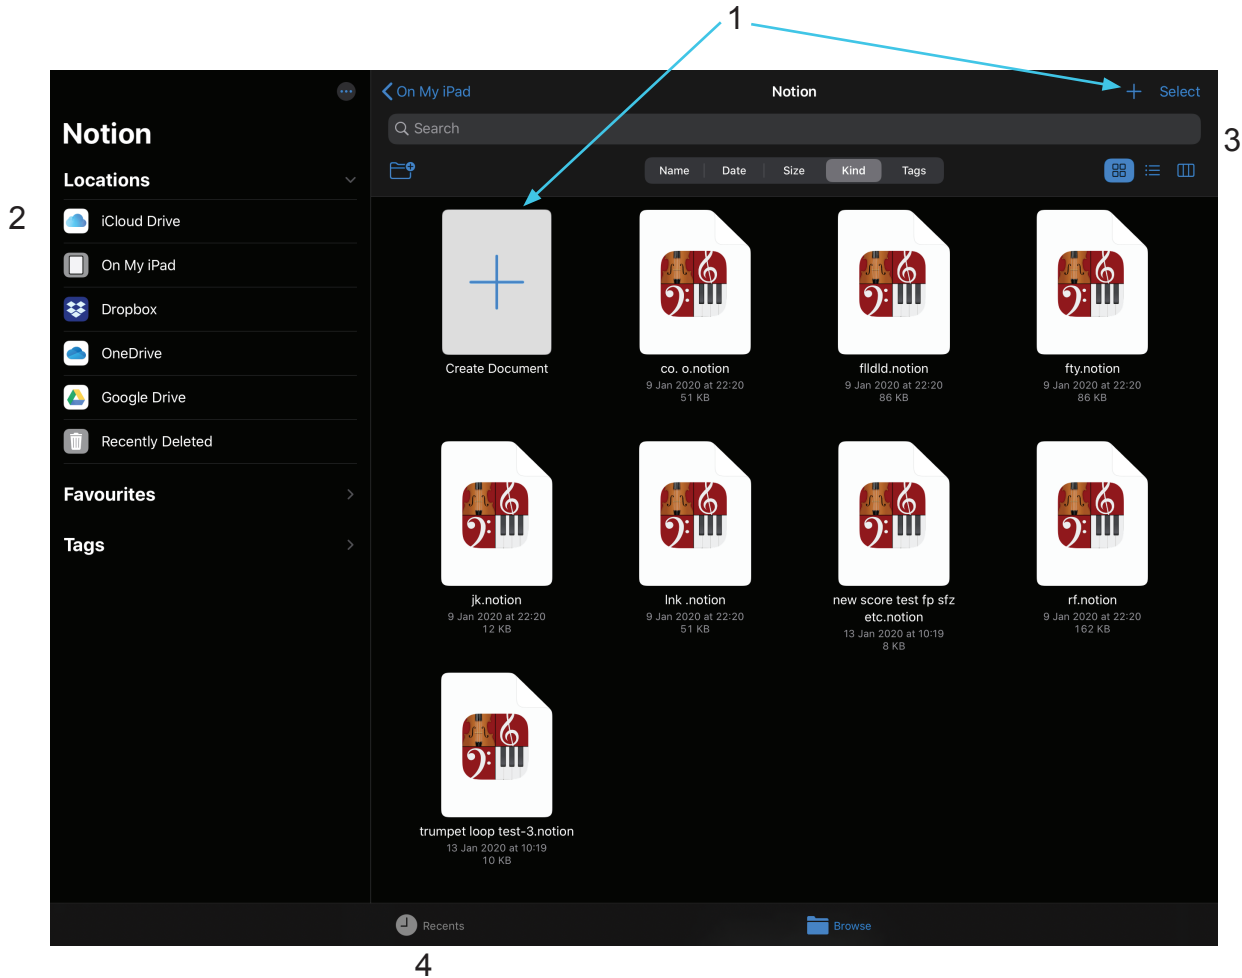 1
On My iPad
Notion
Select
Notion
Search
3
Locations
Name Date Size Kind Tags
2
iCloud Drive
On My iPad
Dropbox
OneDrive
Google Drive
Recently Deleted
Favourites
Tags
Create Document
co. o.notion
9 Jan 2020 at 22:20
51 KB
flldld.notion
9 Jan 2020 at 22:20
86 KB
fty.notion
9 Jan 2020 at 22:20
86 KB
jk.notion
9 Jan 2020 at 22:20
12 KB
lnk .notion
9 Jan 2020 at 22:20
51 KB
new score test fp sfz
etc.notion
13 Jan 2020 at 10:19
8 KB
rf.notion
9 Jan 2020 at 22:20
162 KB
trumpet loop test-3.notion
13 Jan 2020 at 10:19
10 KB
Recents
Browse
4